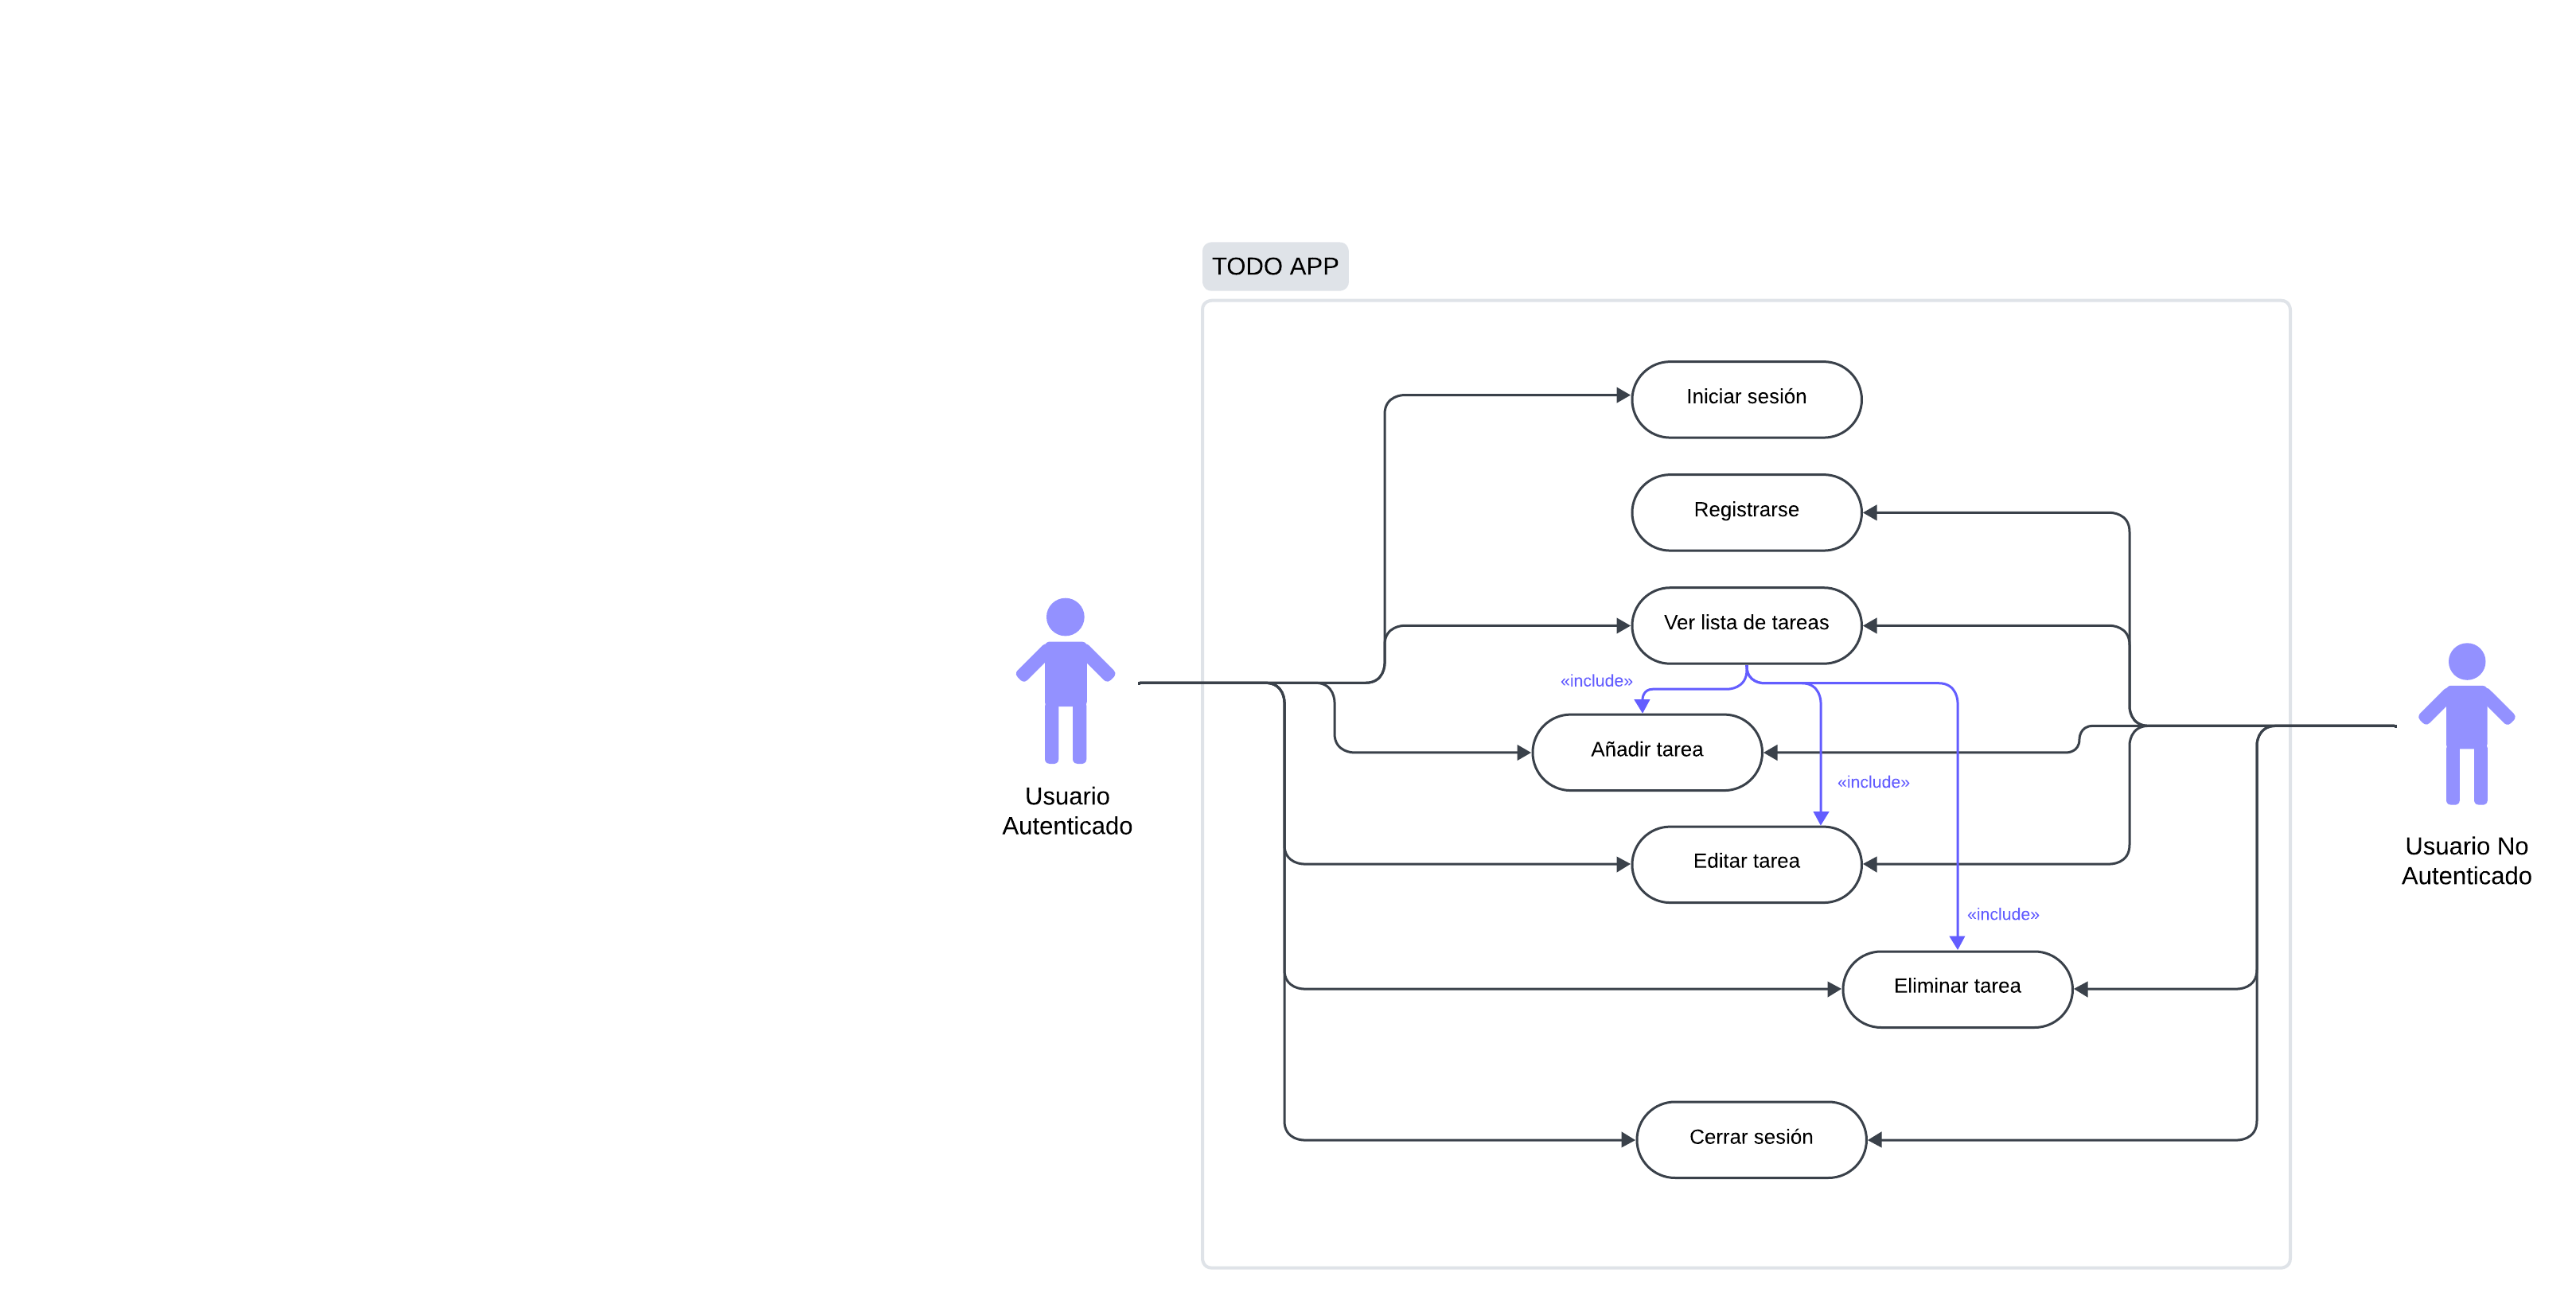 TODO APP
Iniciar sesión
Registrarse
Ver lista de tareas
«include»
Añadir tarea
«include»
Usuario
Autenticado
Editar tarea
Usuario No
Autenticado
«include»
Eliminar tarea
Cerrar sesión